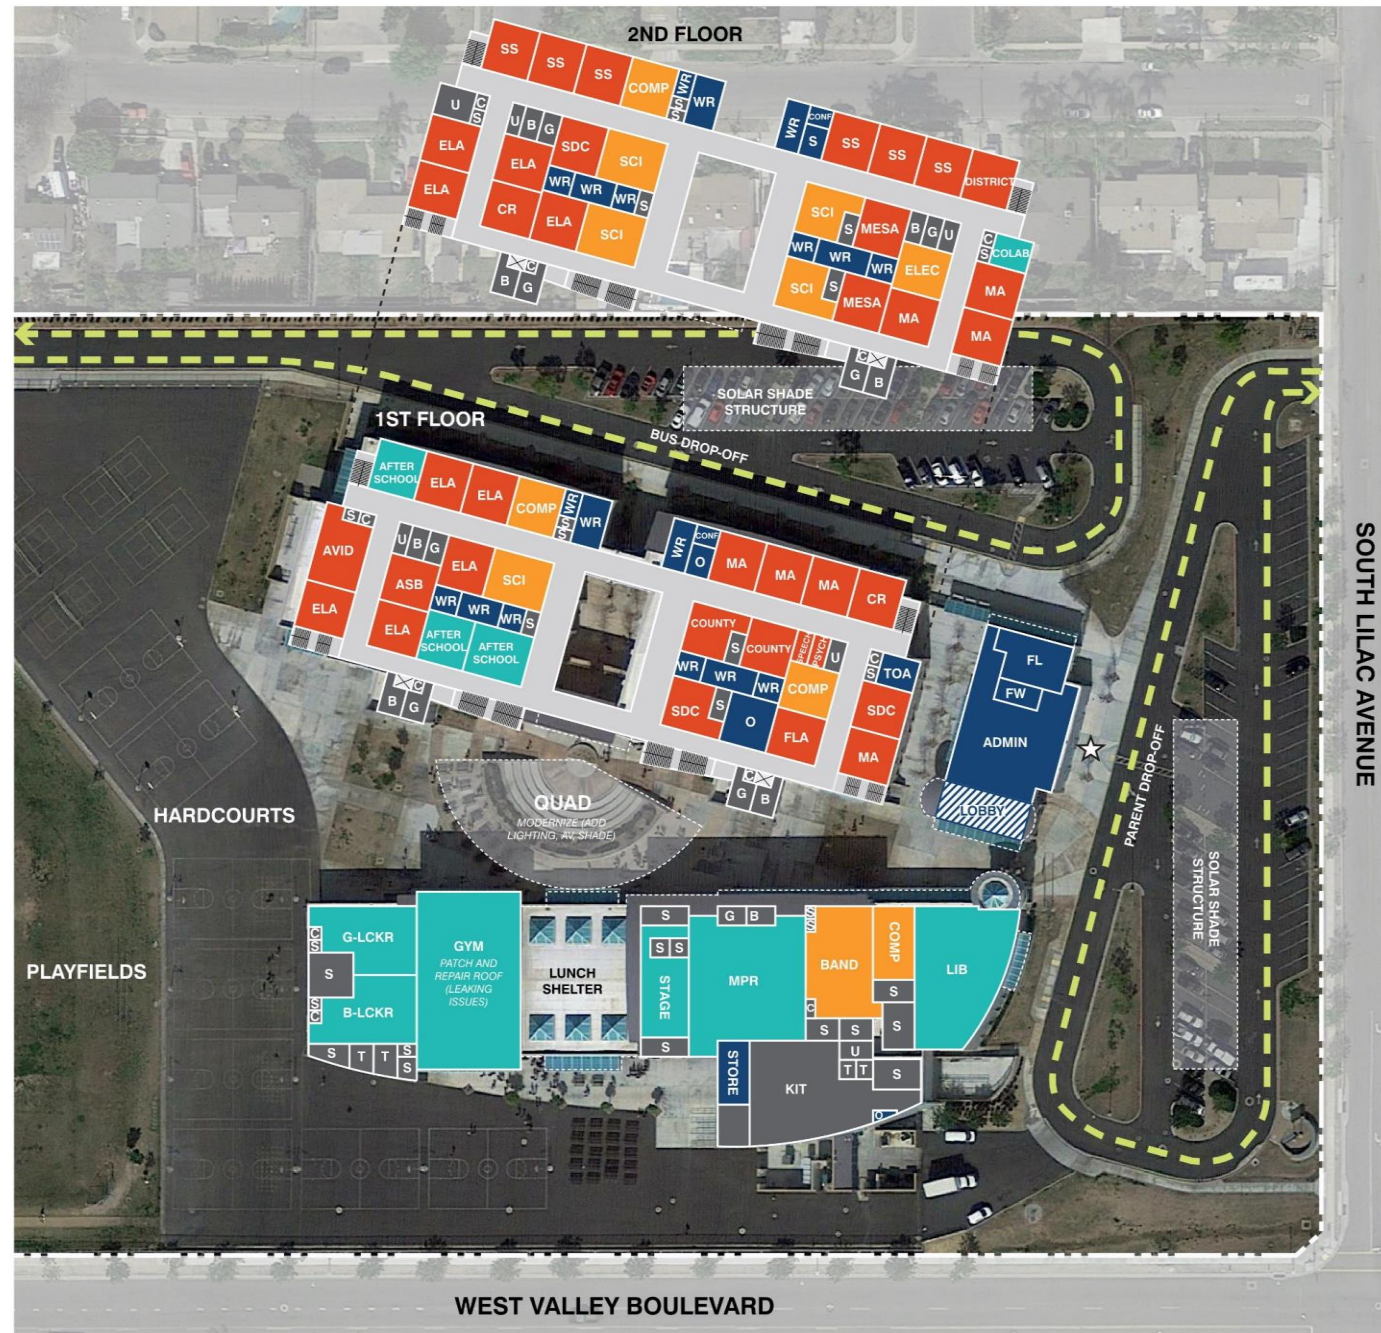 2ND FLOOR
SS
SS
SS
COMP
WR
S
S
WR
U
C
S
ELA
ELA
U
B
G
SDC
SCI
ELA
WR
WR
WR
S
CR
ELA
SCI
C
B
G
WR
CONF
S
SS
SS
SS
DISTRICT
SCI
S
MESA
B
G
U
WR
WR
WR
ELEC
SCI
S
MESA
MA
C
S
COLAB
MA
MA
C
G
B
SOLAR SHADE
STRUCTURE
BUS DROP-OFF
1ST FLOOR
AFTER
SCHOOL
ELA
ELA
COMP
WR
S
S
WR
S
C
AVID
ELA
U
B
G
ELA
SCI
ASB
WR
WR
WR
S
ELA
AFTER
SCHOOL
AFTER
SCHOOL
C
B
G
WR
CONF
O
MA
MA
MA
CR
COUNTY
S
COUNTY
SPEECH
PSYCH
U
WR
WR
WR
COMP
SDC
S
O
FLA
C
S
TOA
SDC
MA
C
G
B
FL
FW
ADMIN
LOBBY
PARENT DROP-OFF
SOLAR SHADE
STRUCTURE
SOUTH LILAC AVENUE
QUAD
MODERNIZE (ADD
LIGHTING, AV, SHADE)
HARDCOURTS
PLAYFIELDS
C
S
G-LCKR
S
S
C
B-LCKR
S
T
T
S
S
GYM
PATCH AND
REPAIR ROOF
(LEAKING
ISSUES)
LUNCH
SHELTER
S
S
S
STAGE
S
G
B
MPR
S
S
BAND
C
S
S
COMP
S
S
LIB
STORE
KIT
U
T
T
S
O
WEST VALLEY BOULEVARD